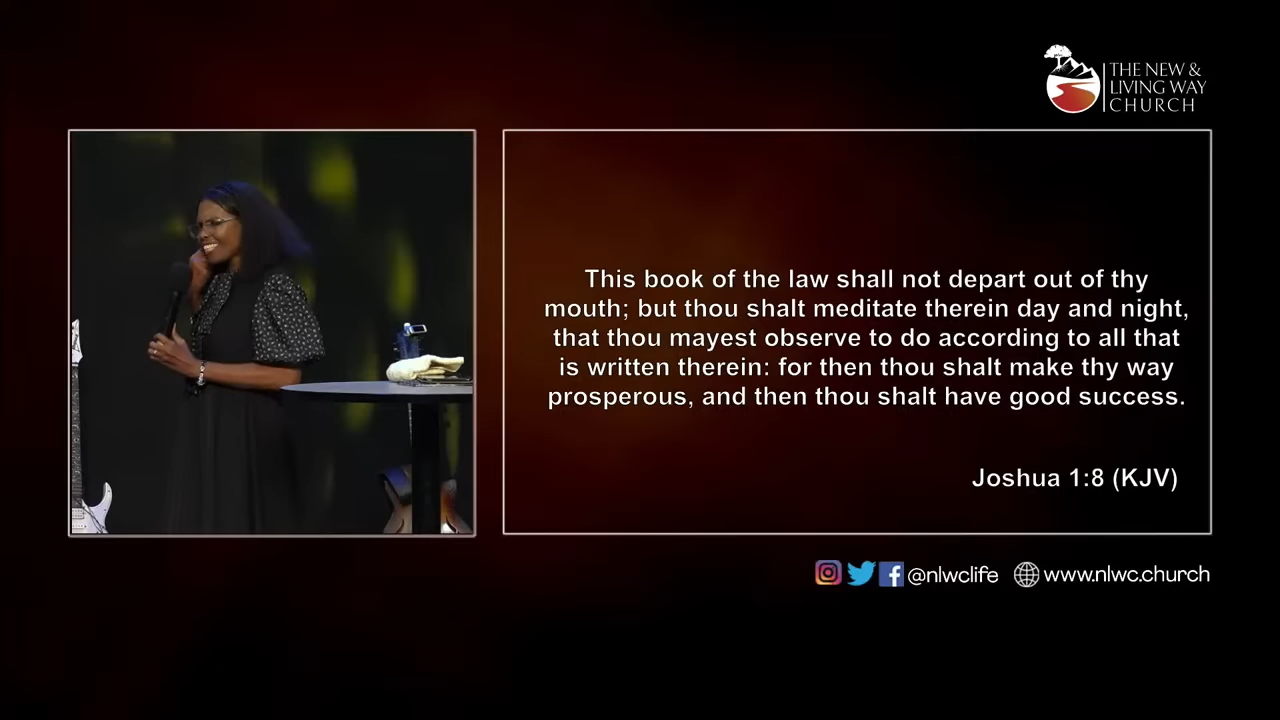 THE NEW &
LIVING WAY
CHURCH
This book of the law shall not depart out of thy
mouth; but thou shalt meditate therein day and night,
that thou mayest observe to do according to all that
is written therein: for then thou shalt make thy way
prosperous, and then thou shalt have good success.
Joshua 1:8 (KJV)
@nlwclife www.nlwc.church